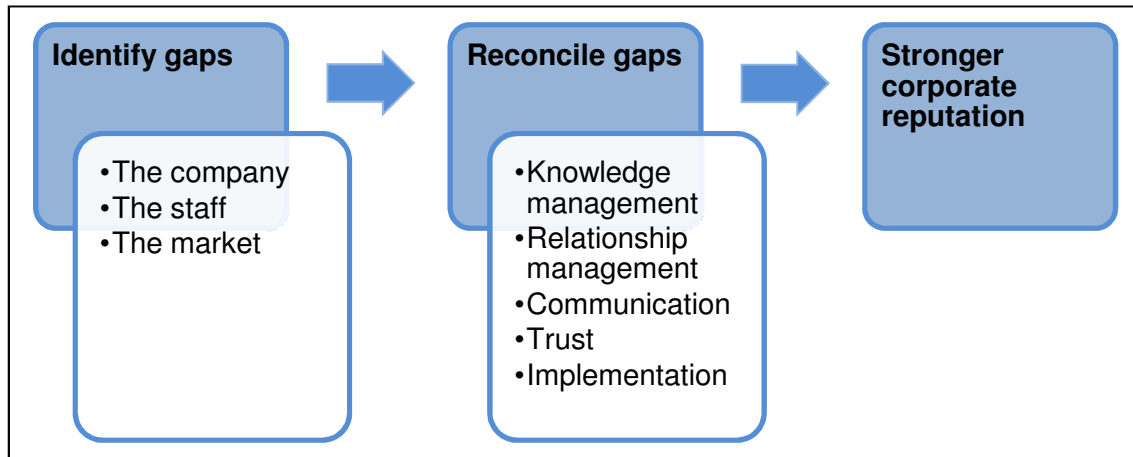 Identify gaps
•The company
•The staff
•The market
Reconcile gaps
•Knowledge
management
•Relationship
management
•Communication
•Trust
•Implementation
Stronger
corporate
reputation